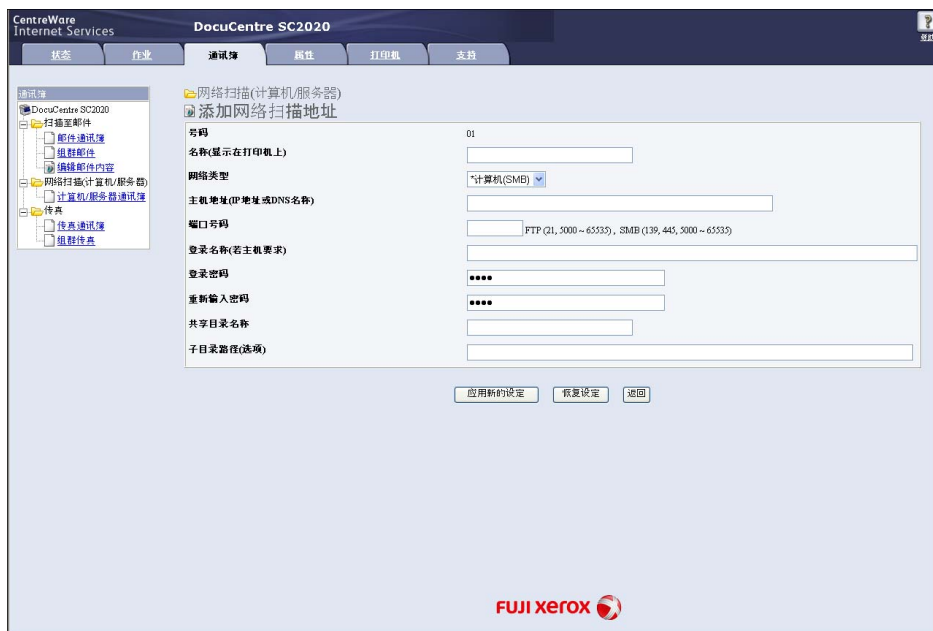 CentreWare
Internet Services
DocuCentre SC2020
状态 作业 通讯簿 属性 打印机 支持
通讯簿
DocuCentre SC2020
扫描至邮件
邮件通讯簿
组群邮件
编辑邮件内容
网络扫描(计算机/服务器)
计算机/服务器通讯簿
传真
传真通讯簿
组群传真
网络扫描(计算机/服务器)
添加网络扫描地址
号码 01
名称(显示在打印机上)
网络类型 *计算机(SMB)
主机地址(IP地址或DNS名称)
端口号码 FTP (21, 5000 ~ 65535) , SMB (139, 445, 5000 ~ 65535)
登录名称(若主机要求)
登录密码 ●●●●
重新输入密码 ●●●●
共享目录名称
子目录路径(选项)
应用新的设定 恢复设定 返回
FUJI xerox